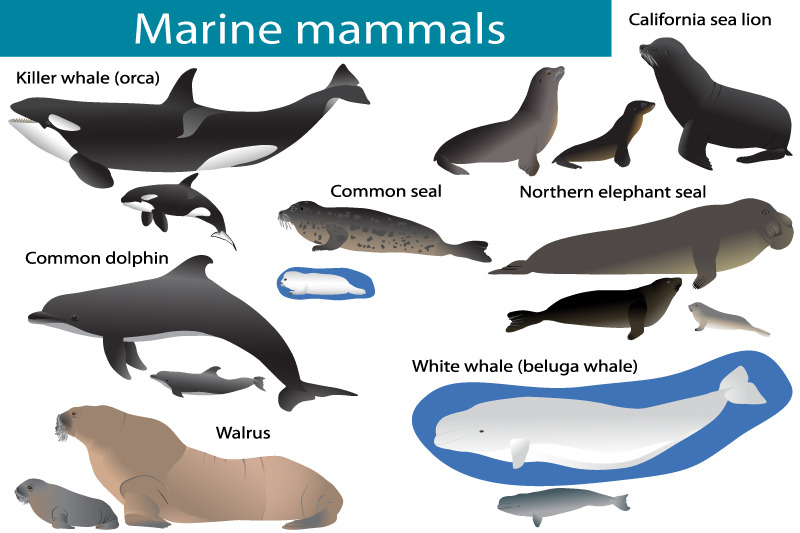 Marine mammals
California sea lion
Killer whale (orca)
Common seal
Northern elephant seal
Common dolphin
White whale (beluga whale)
Walrus